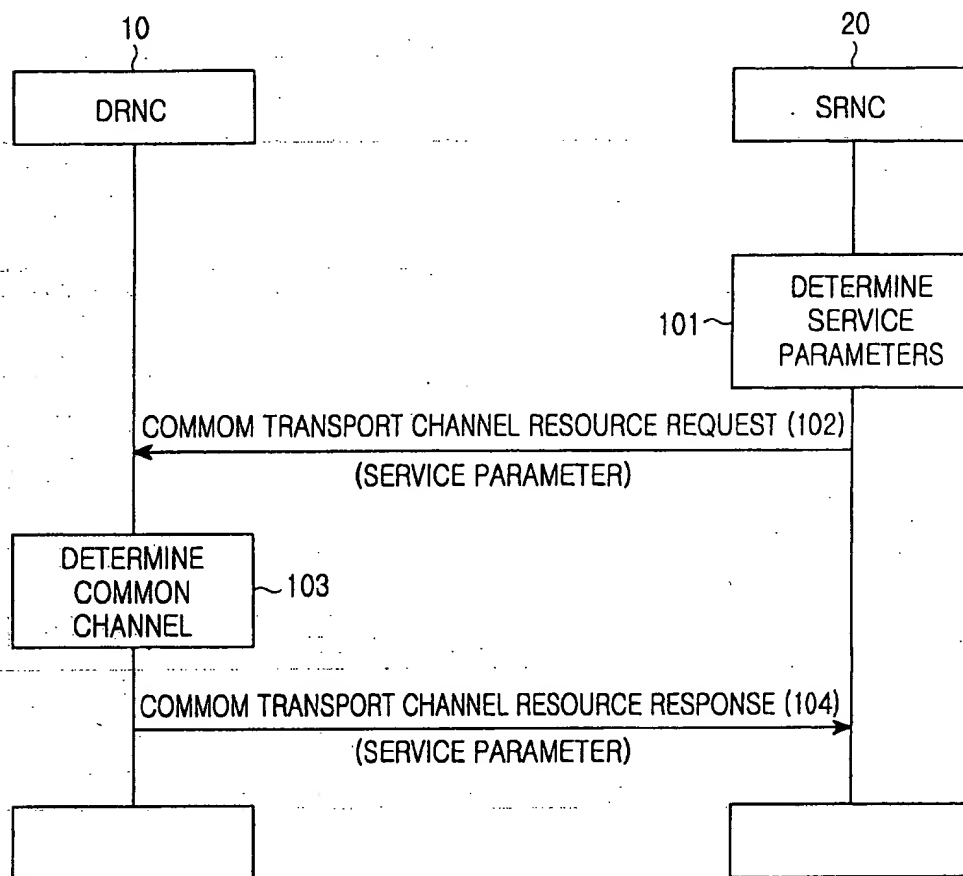 10
20
DRNC
SRNC
DETERMINE
SERVICE
PARAMETERS
101
COMMOM TRANSPORT CHANNEL RESOURCE REQUEST (102)
(SERVICE PARAMETER)
DETERMINE
COMMON
CHANNEL
103
COMMOM TRANSPORT CHANNEL RESOURCE RESPONSE (104)
(SERVICE PARAMETER)